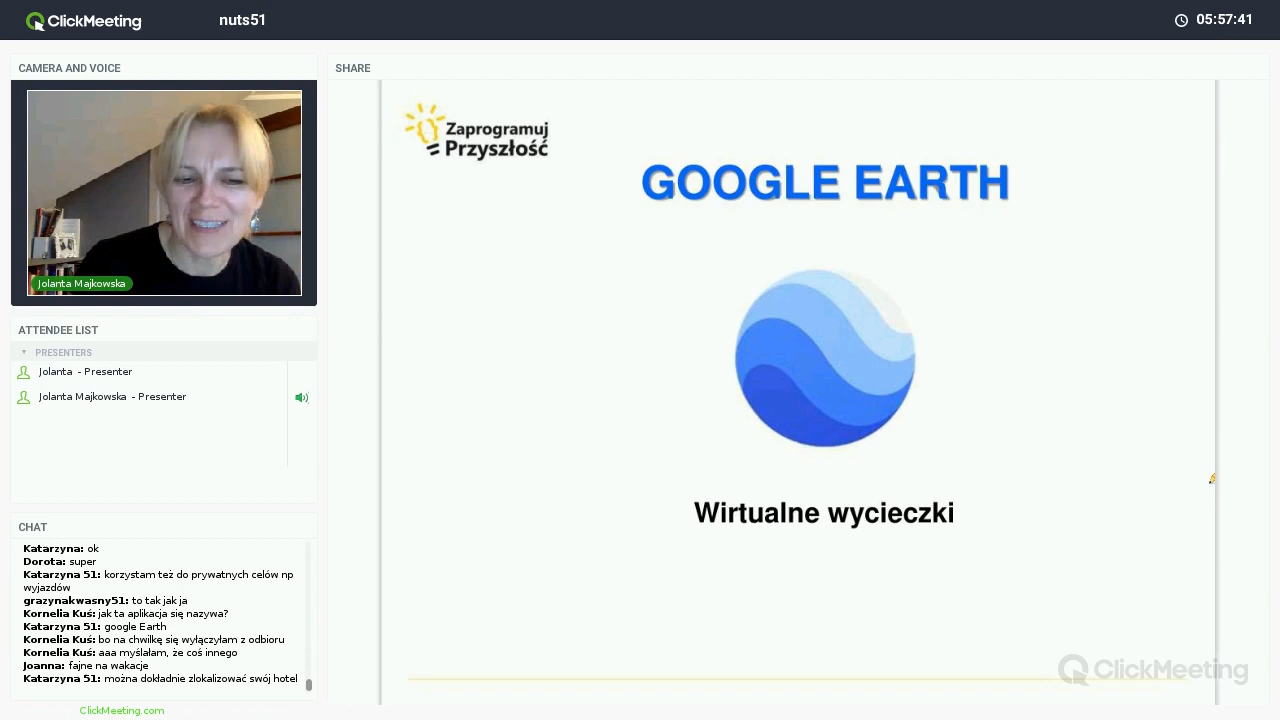 ClickMeeting
nuts51
05:57:41
CAMERA AND VOICE
Jolanta Majkowska
ATTENDEE LIST
PRESENTERS
Jolanta - Presenter
Jolanta Majkowska - Presenter
CHAT
Katarzyna: ok
Dorota: super
Katarzyna 51: korzystam też do prywatnych celów np
wyjazdów
grazynakwasny51: to tak jak ja
Kornelia Kuś: jak ta aplikacja się nazywa?
Katarzyna 51: google Earth
Kornelia Kuś: bo na chwilkę się wyłączyłam z odbioru
Kornelia Kuś: aaa myślałam, że coś innego
Joanna: fajne na wakacje
Katarzyna 51: można dokładnie zlokalizować swój hotel
ClickMeeting.com
SHARE
Zaprogramuj
Przyszłość
GOOGLE EARTH
Wirtualne wycieczki
ClickMeeting